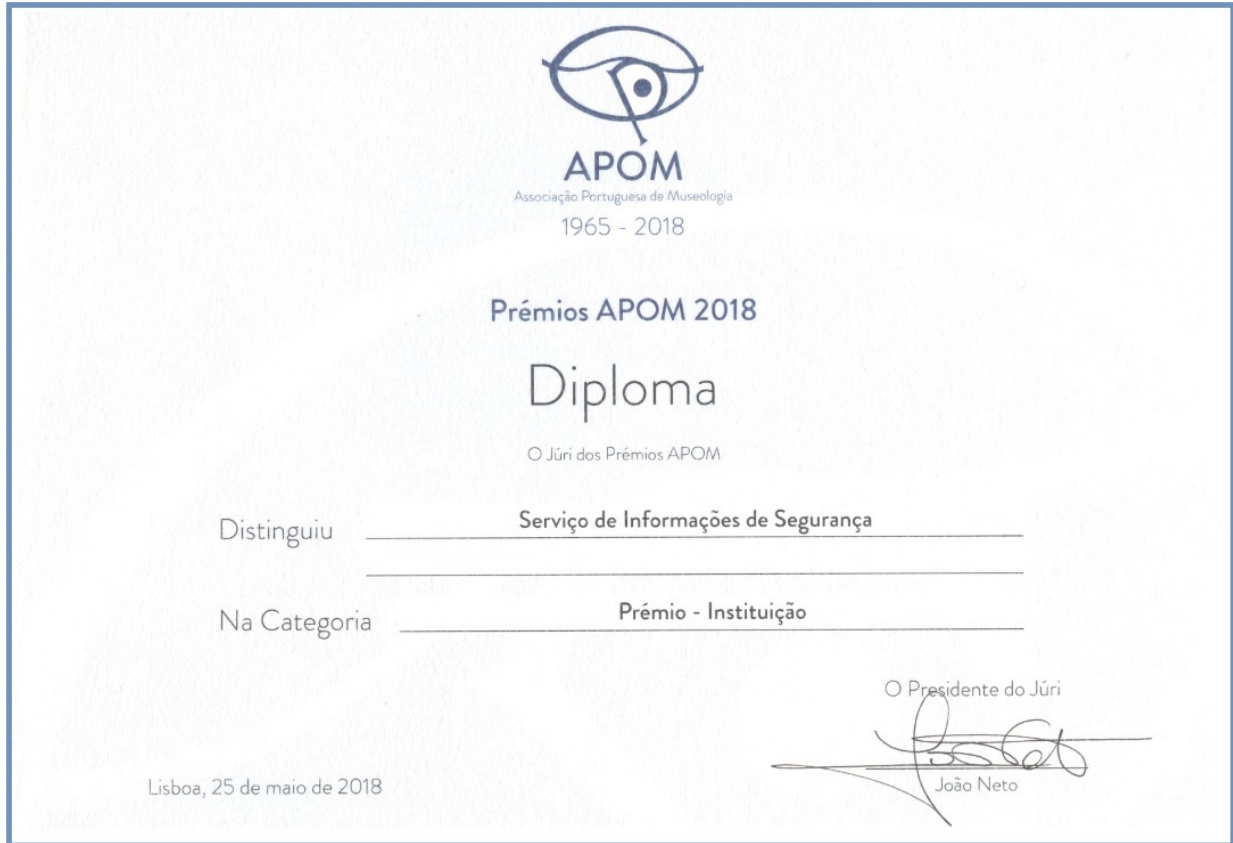 APOM
Associação Portuguesa de Museologia
1965 - 2018
Prémios APOM 2018
Diploma
O Júri dos Prémios APOM
Distinguiu Serviço de Informações de Segurança
Na Categoria Prémio - Instituição
O Presidente do Júri
João Neto
Lisboa, 25 de maio de 2018